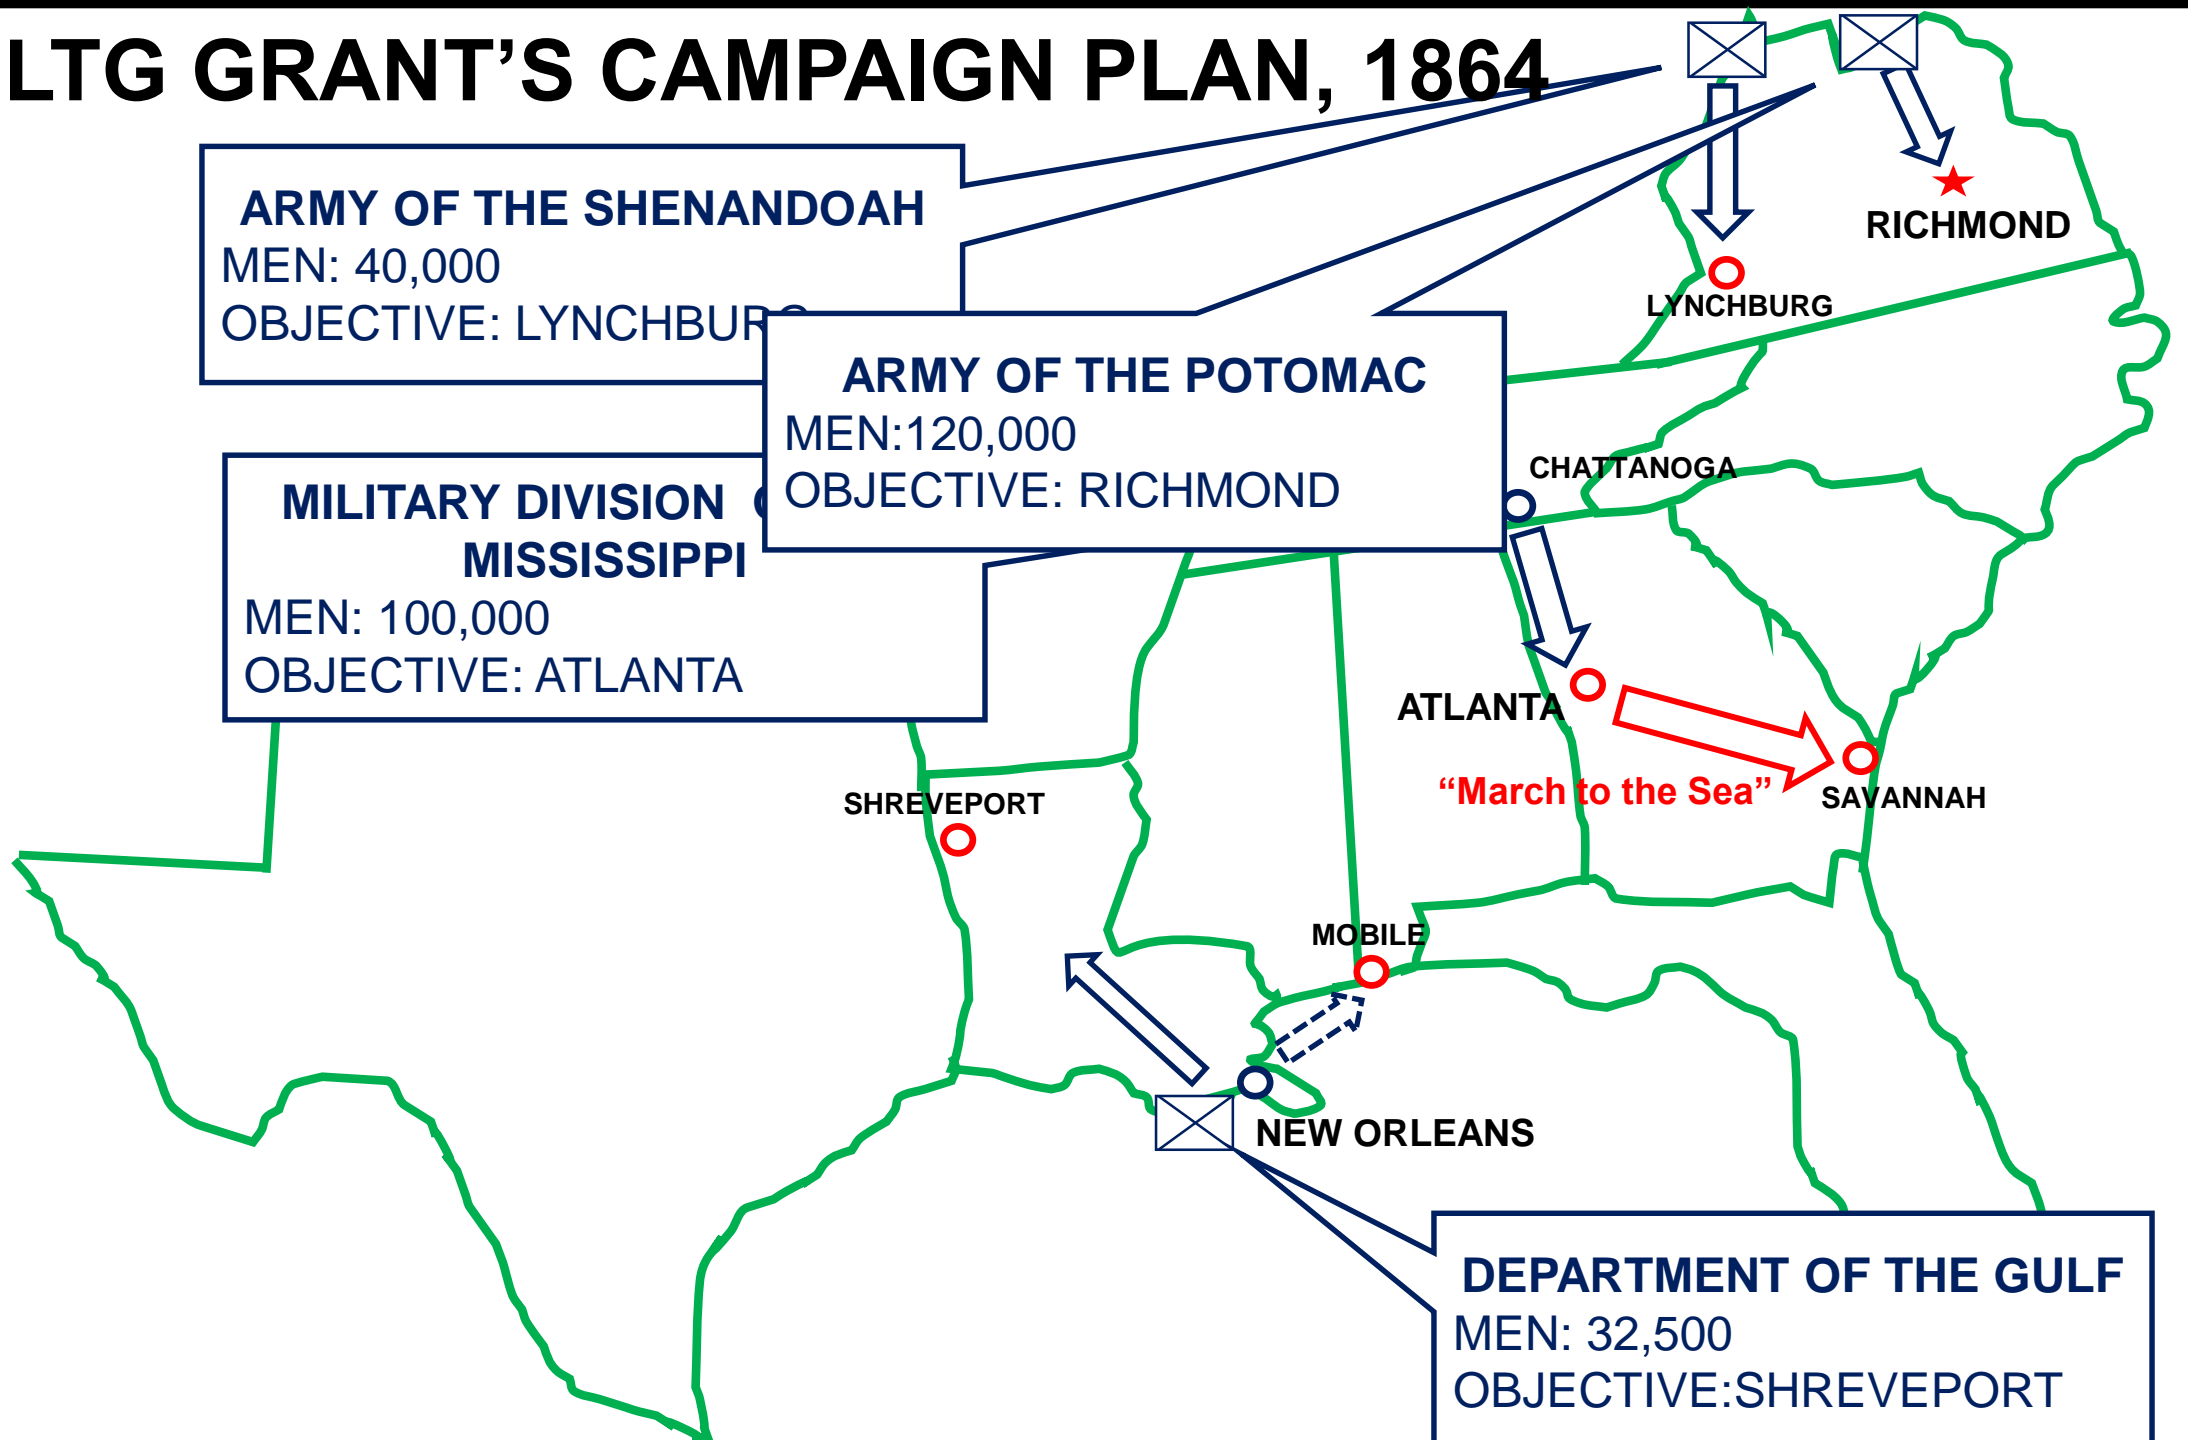 LTG GRANT’S CAMPAIGN PLAN, 1864
ARMY OF THE SHENANDOAH
MEN: 40,000
OBJECTIVE: LYNCHBURG
RICHMOND
LYNCHBURG
ARMY OF THE POTOMAC
MEN:120,000
OBJECTIVE: RICHMOND
CHATTANOGA
MILITARY DIVISION
MISSISSIPPI
MEN: 100,000
OBJECTIVE: ATLANTA
ATLANTA
“March to the Sea”
SAVANNAH
SHREVEPORT
MOBILE
NEW ORLEANS
DEPARTMENT OF THE GULF
MEN: 32,500
OBJECTIVE:SHREVEPORT